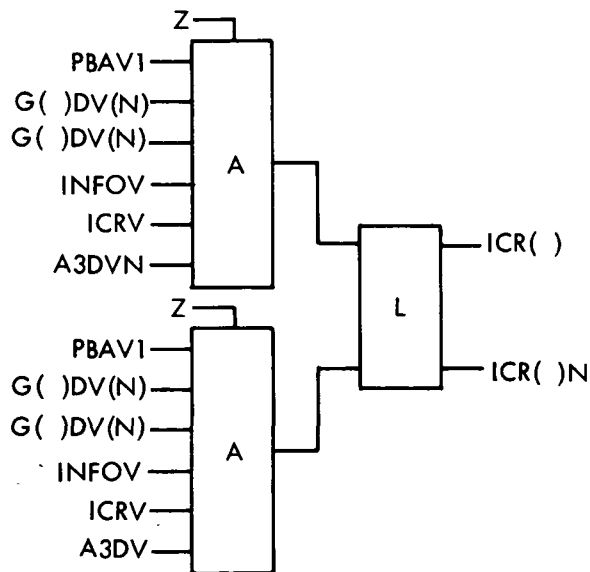 Z
PBAV1
G( )DV(N)
G( )DV(N)
INFOV
ICRV
A3DVN
A
Z
PBAV1
G( )DV(N)
G( )DV(N)
INFOV
ICRV
A3DV
A
L
ICR( )
ICR( )N